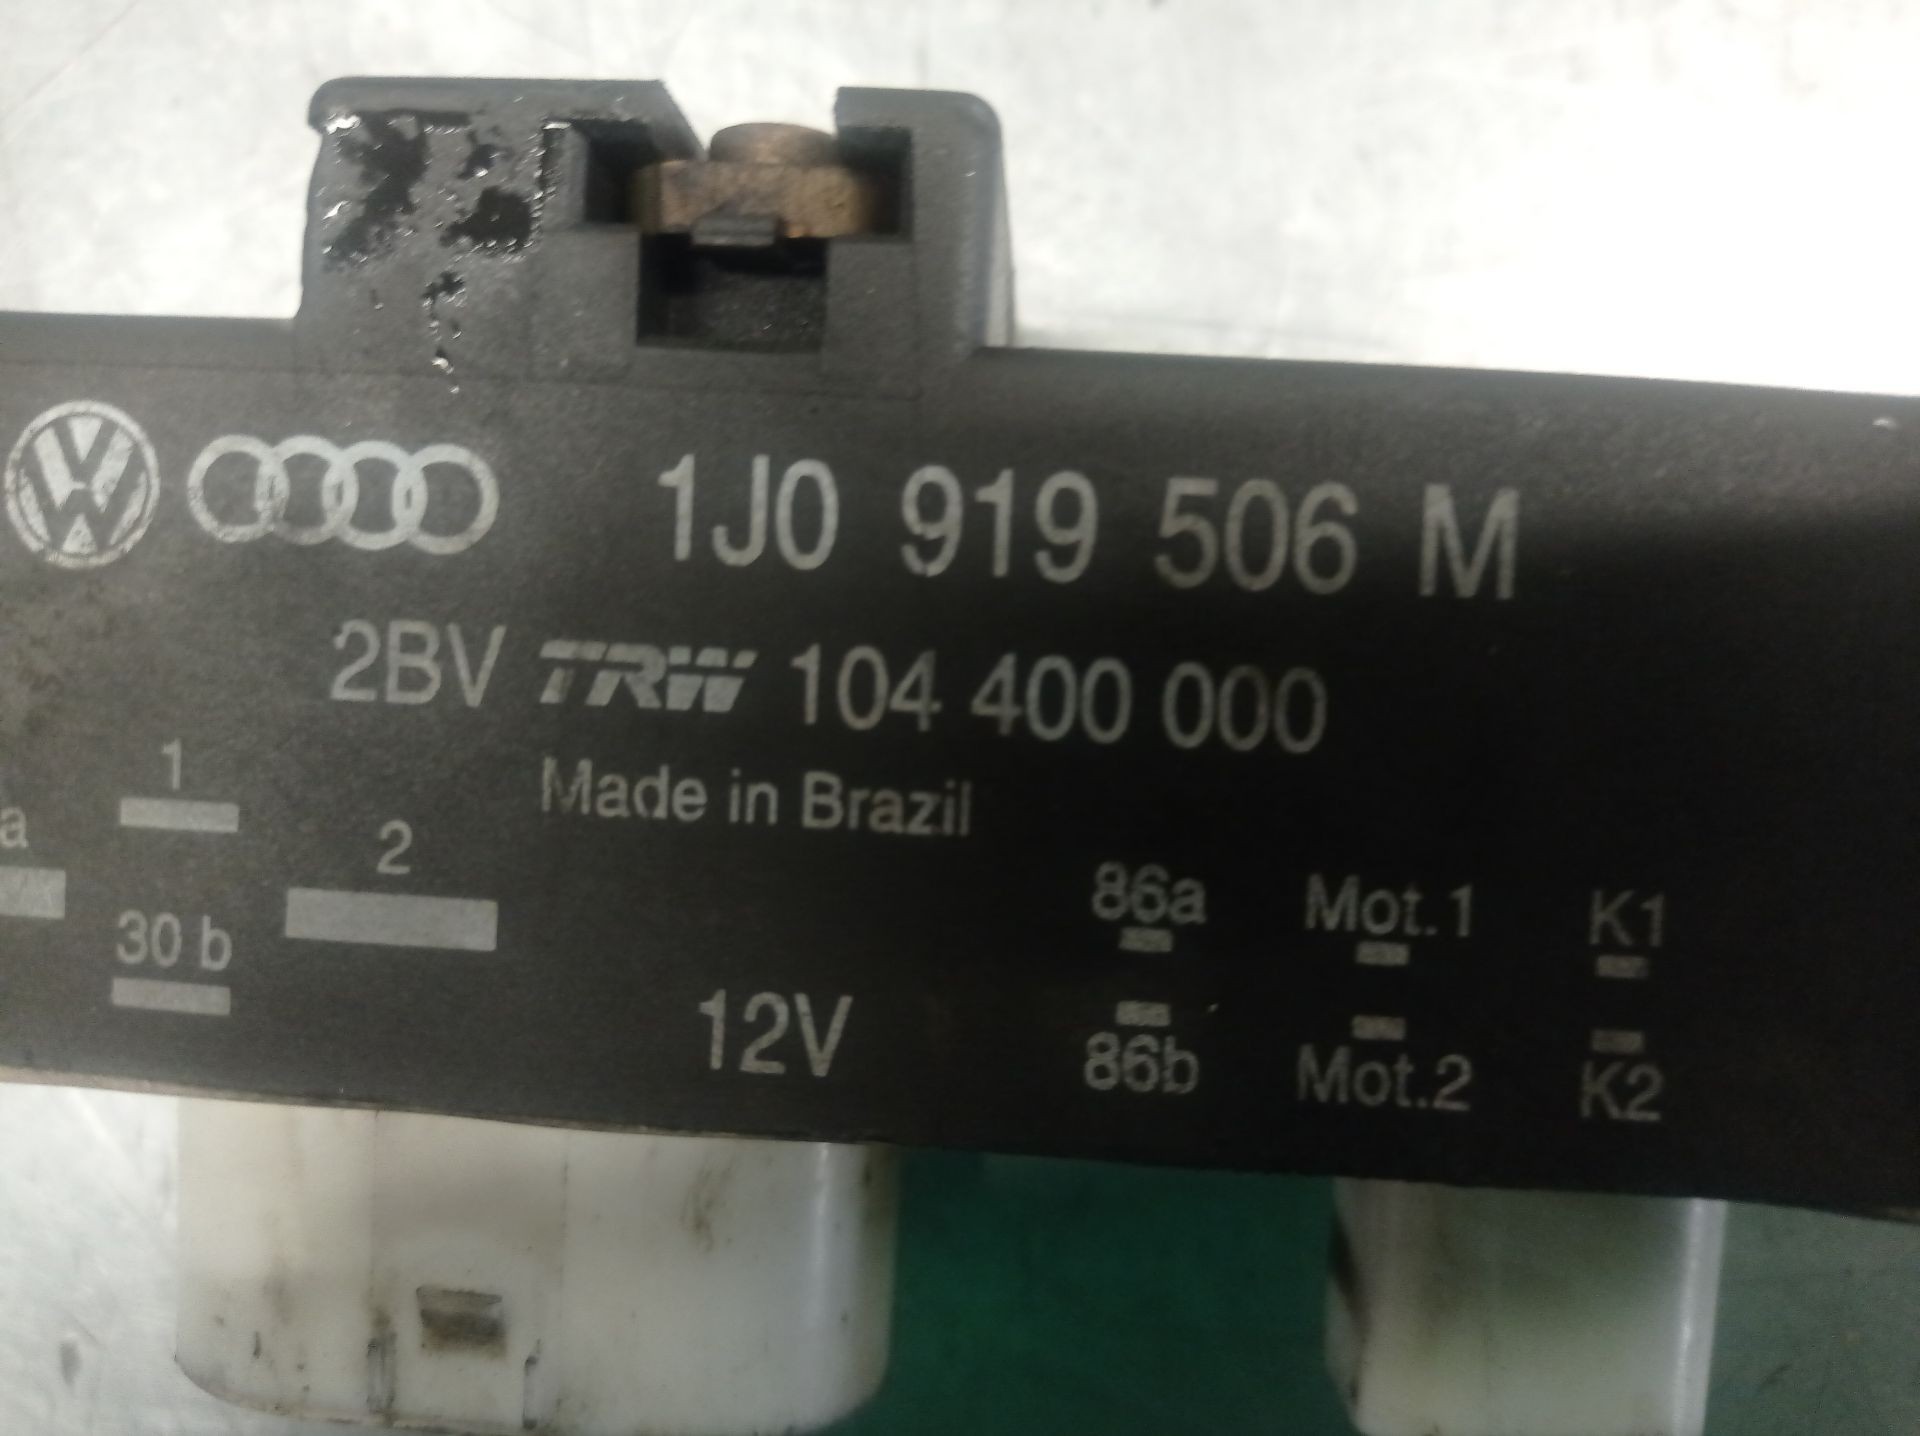 1J0 919 506 M
2BV TRW 104 400 000
Made in Brazil
1
a
2
30 b
12V
86a Mot.1 K1
86b Mot.2 K2